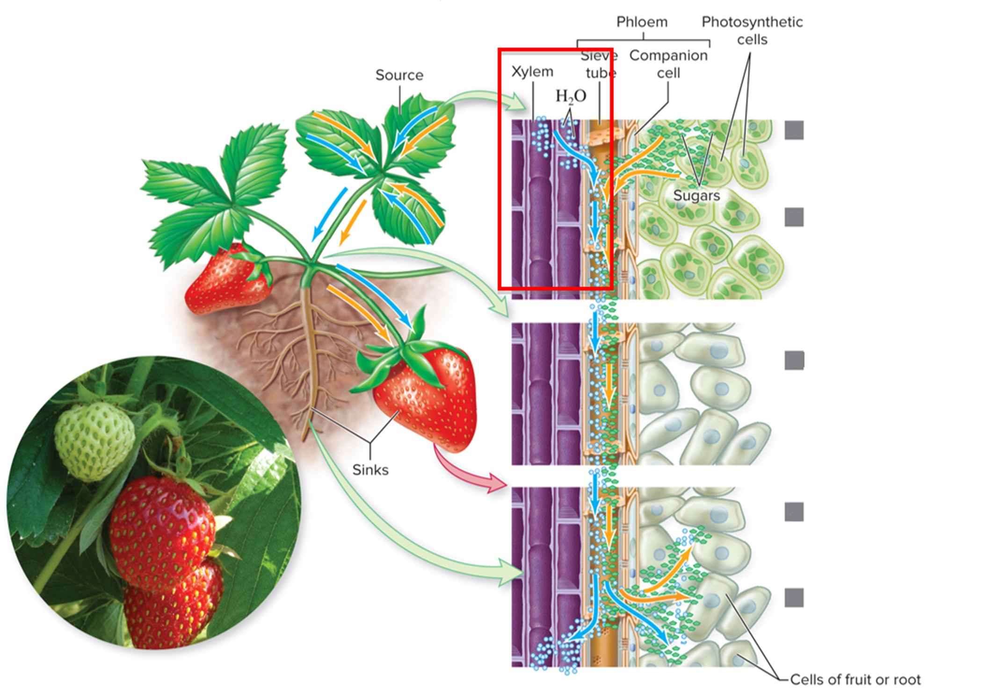 Phloem
Photosynthetic
cells
Sieve
tube
Companion
cell
Xylem
H₂O
Source
Sugars
Sinks
Cells of fruit or root